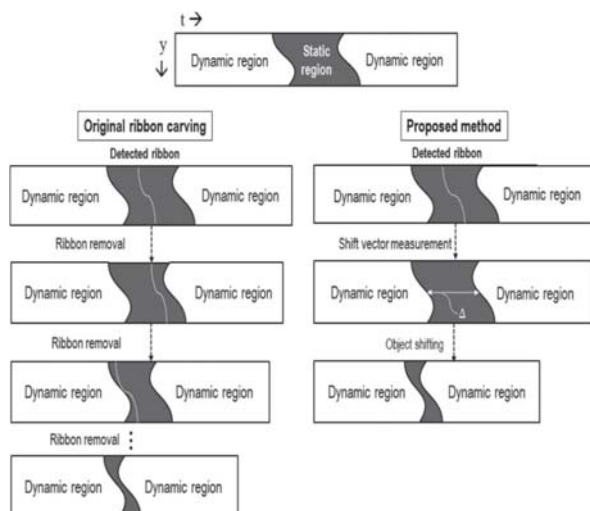 t →
y
↓
Dynamic region
Static
region
Dynamic region
Original ribbon carving
Detected ribbon
Dynamic region
Dynamic region
Ribbon removal
Dynamic region
Dynamic region
Ribbon removal
Dynamic region
Dynamic region
Ribbon removal
Dynamic region
Dynamic region
Proposed method
Detected ribbon
Dynamic region
Dynamic region
Shift vector measurement
Dynamic region
Δ
Dynamic region
Object shifting
Dynamic region
Dynamic region